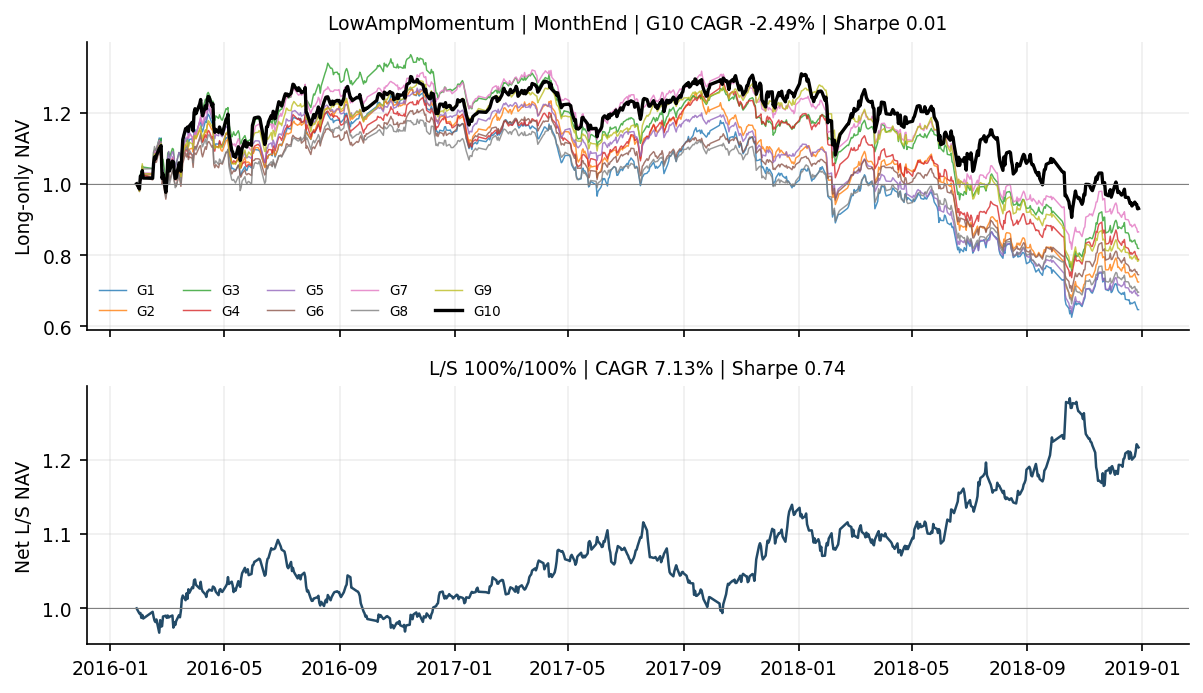 LowAmpMomentum | MonthEnd | G10 CAGR -2.49% | Sharpe 0.01
Long-only NAV
1.2
1.0
0.8
0.6
G1 G3 G5 G7 G9
G2 G4 G6 G8 G10
L/S 100%/100% | CAGR 7.13% | Sharpe 0.74
Net L/S NAV
1.2
1.1
1.0
2016-01 2016-05 2016-09 2017-01 2017-05 2017-09 2018-01 2018-05 2018-09 2019-01